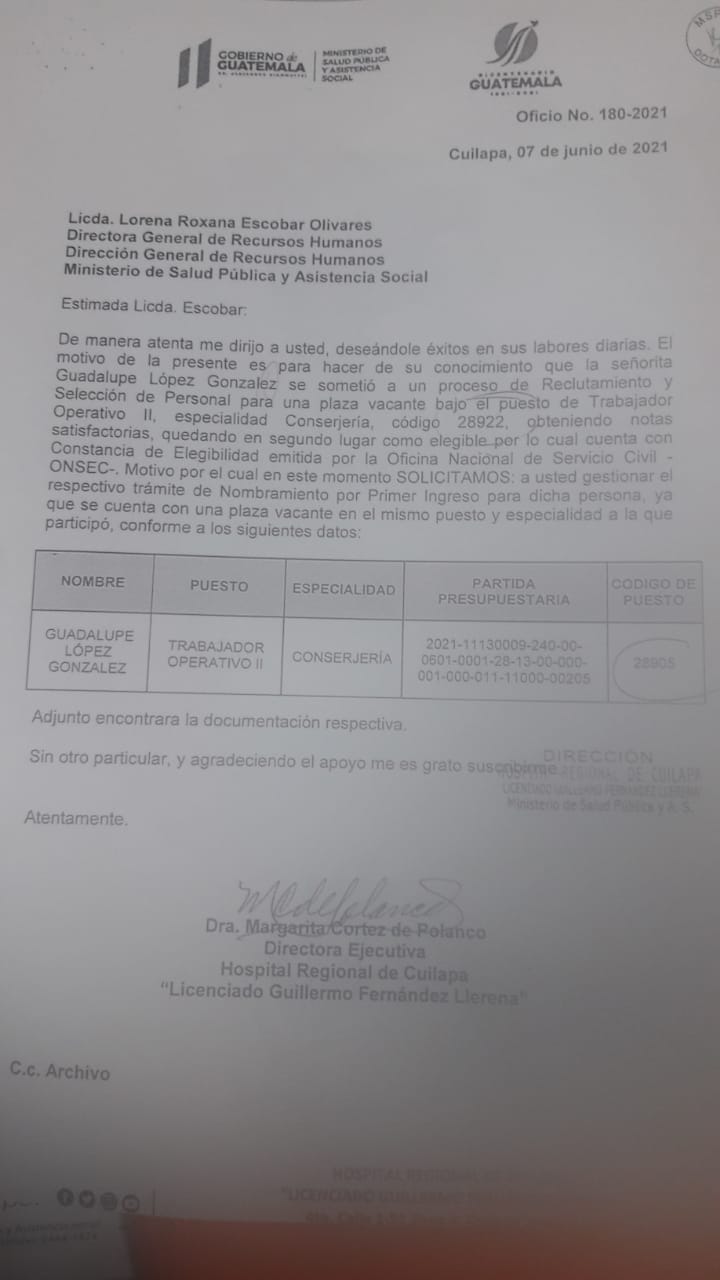 GOBIERNO de
GUATEMALA
MINISTERIO DE
SALUD PÚBLICA
Y ASISTENCIA
SOCIAL
BICENTENARIO
GUATEMALA
Oficio No. 180-2021
Cuilapa, 07 de junio de 2021
Licda. Lorena Roxana Escobar Olivares
Directora General de Recursos Humanos
Dirección General de Recursos Humanos
Ministerio de Salud Pública y Asistencia Social
Estimada Licda. Escobar:
De manera atenta me dirijo a usted, deseándole éxitos en sus labores diarias. El
motivo de la presente es para hacer de su conocimiento que la señorita
Guadalupe López Gonzalez se sometió a un proceso de Reclutamiento y
Selección de Personal para una plaza vacante bajo el puesto de Trabajador
Operativo II, especialidad Conserjería, código 28922, obteniendo notas
satisfactorias, quedando en segundo lugar como elegible por lo cual cuenta con
Constancia de Elegibilidad emitida por la Oficina Nacional de Servicio Civil -
ONSEC-. Motivo por el cual en este momento SOLICITAMOS: a usted gestionar el
respectivo trámite de Nombramiento por Primer Ingreso para dicha persona, ya
que se cuenta con una plaza vacante en el mismo puesto y especialidad a la que
participó, conforme a los siguientes datos:
NOMBRE PUESTO ESPECIALIDAD PARTIDA PRESUPUESTARIA CODIGO DE PUESTO
GUADALUPE LÓPEZ GONZALEZ TRABAJADOR OPERATIVO II CONSERJERÍA 2021-11130009-240-00-0601-0001-28-13-00-000-001-000-011-11000-00205 28905
Adjunto encontrara la documentación respectiva.
Sin otro particular, y agradeciendo el apoyo me es grato suscribirme
DIRECCIÓN
HOSPITAL REGIONAL DE CUILAPA
LICENCIADO GUILLERMO FERNANDEZ LLERENA
Ministerio de Salud Pública y A. S.
Atentamente.
Dra. Margarita Cortez de Polanco
Directora Ejecutiva
Hospital Regional de Cuilapa
"Licenciado Guillermo Fernández Llerena"
C.c. Archivo
HOSPITAL REGIONAL
"LICENCIADO GUILLERMO